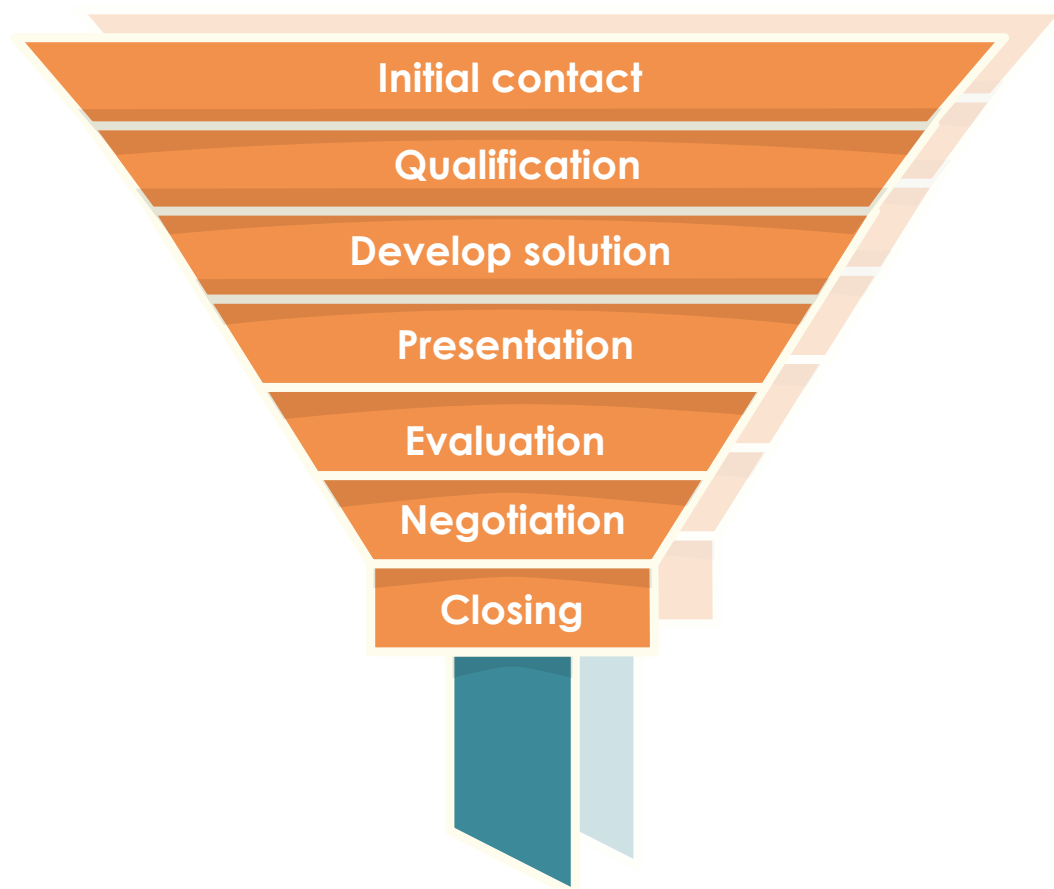 Initial contact
Qualification
Develop solution
Presentation
Evaluation
Negotiation
Closing